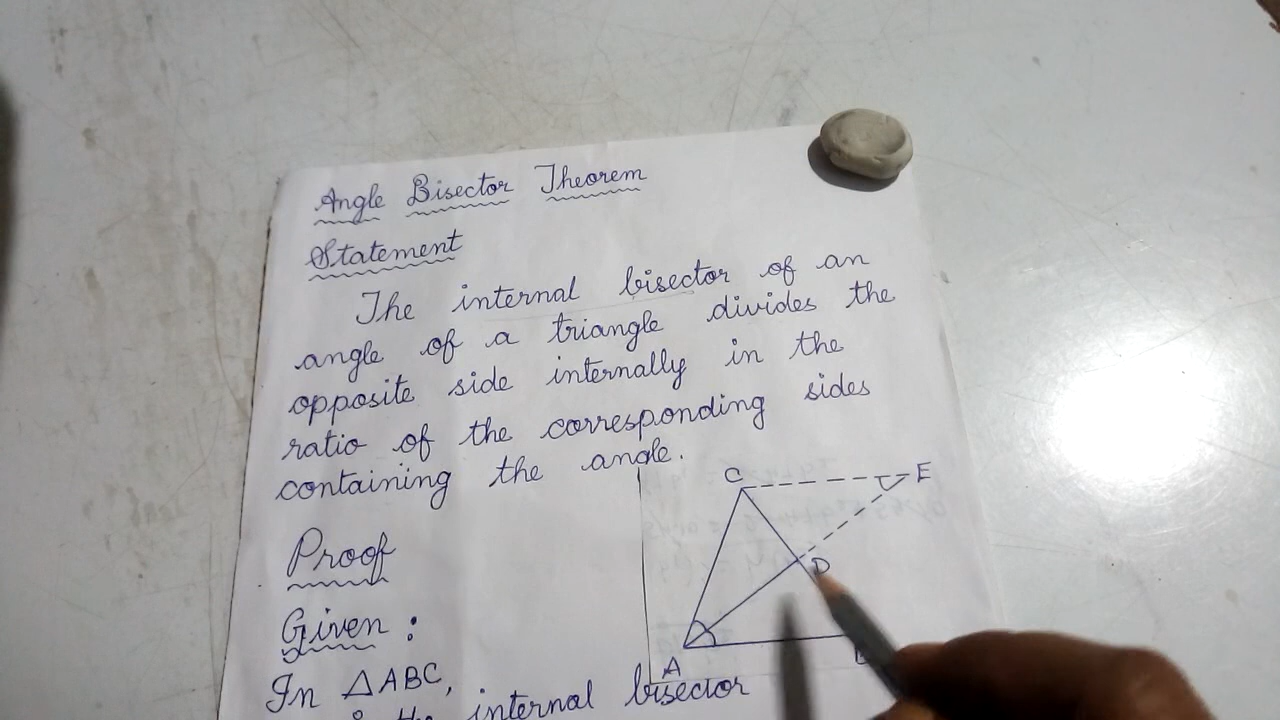 Angle Bisector Theorem
Statement
The internal bisector of an
angle of a triangle divides the
opposite side internally in the
ratio of the corresponding sides
containing the angle.
C E
D
A
Proof
Given :
In △ABC,
the internal bisector